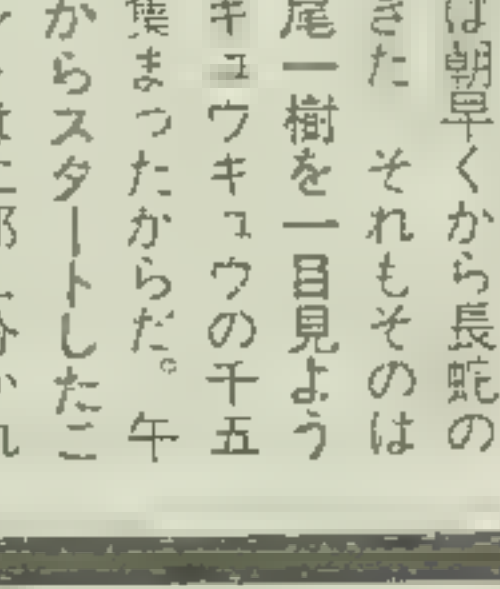 は朝早くから長蛇の
きた それもそのは
尾一樹を一目見よう
ギュウギュウの千五
集まったからだ。 午
からスタートしたこ